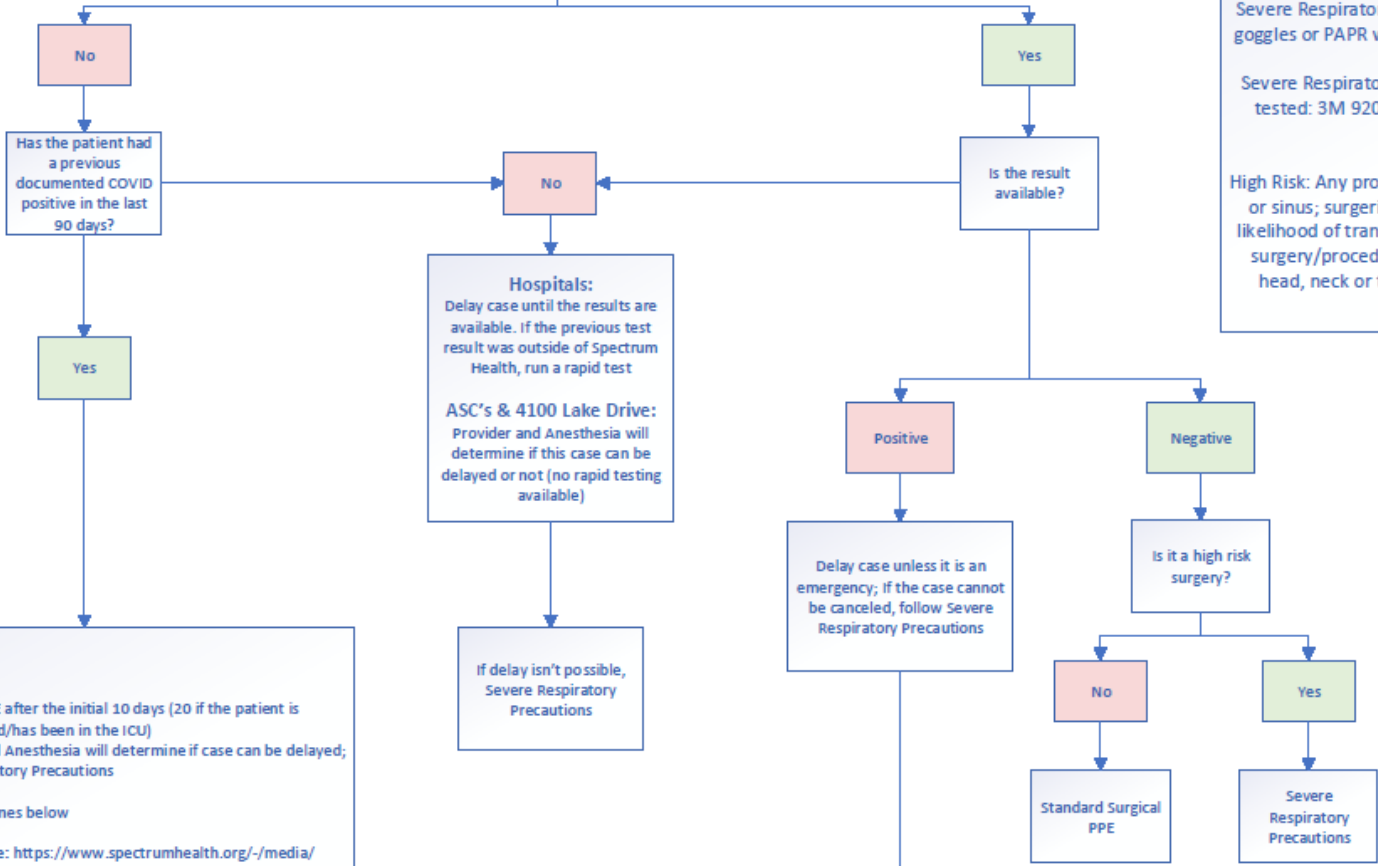 No
Has the patient had
a previous
documented COVID
positive in the last
90 days?
Yes
No
Hospitals:
Delay case until the results are
available. If the previous test
result was outside of Spectrum
Health, run a rapid test
ASC's & 4100 Lake Drive:
Provider and Anesthesia will
determine if this case can be
delayed or not (no rapid testing
available)
If delay isn't possible,
Severe Respiratory
Precautions
Yes
Is the result
available?
Positive
Delay case unless it is an
emergency; If the case cannot
be canceled, follow Severe
Respiratory Precautions
Negative
Is it a high risk
surgery?
No
Standard Surgical
PPE
Yes
Severe
Respiratory
Precautions
after the initial 10 days (20 if the patient is
d/has been in the ICU)
Anesthesia will determine if case can be delayed;
tory Precautions
nes below
e: https://www.spectrumhealth.org/-/media/
Severe Respirato
goggles or PAPR
Severe Respirato
tested: 3M 920
High Risk: Any pro
or sinus; surgeri
likelihood of tran
surgery/proced
head, neck or